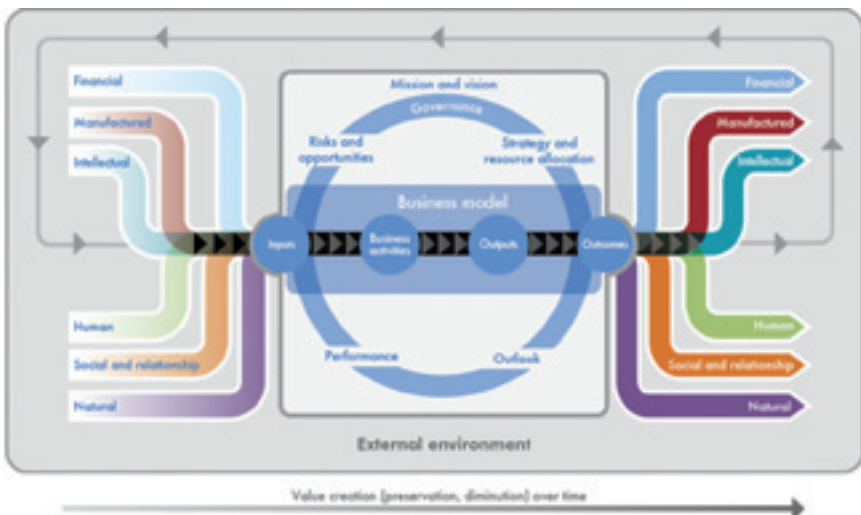 Financial
Manufactured
Intellectual
Human
Social and relationship
Natural
Mission and vision
Governance
Risks and
opportunities
Strategy and
resource allocation
Business model
Inputs
Business
activities
Outputs
Outcomes
Performance
Outlook
Financial
Manufactured
Intellectual
Human
Social and relationship
Natural
External environment
Value creation (preservation, diminution) over time